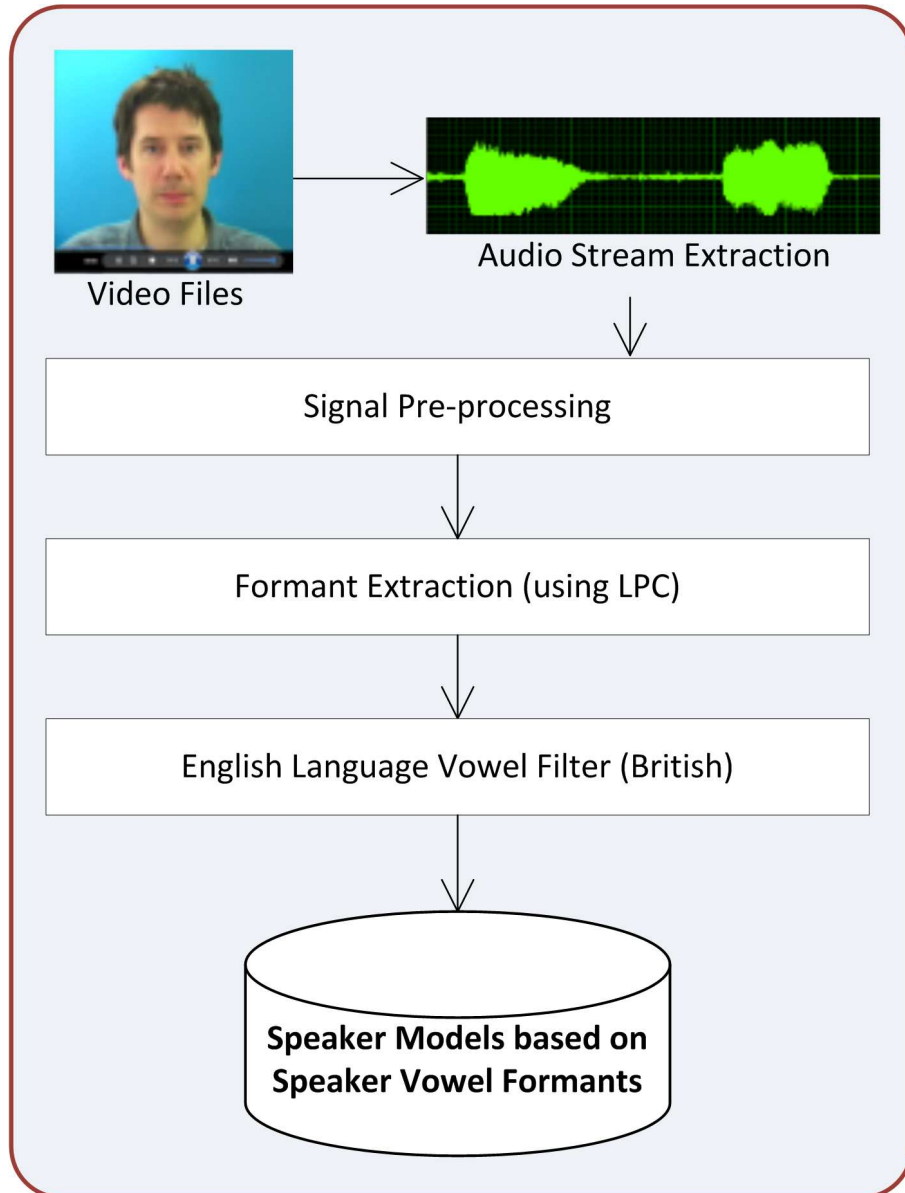 Video Files
Audio Stream Extraction
Signal Pre-processing
Formant Extraction (using LPC)
English Language Vowel Filter (British)
Speaker Models based on
Speaker Vowel Formants